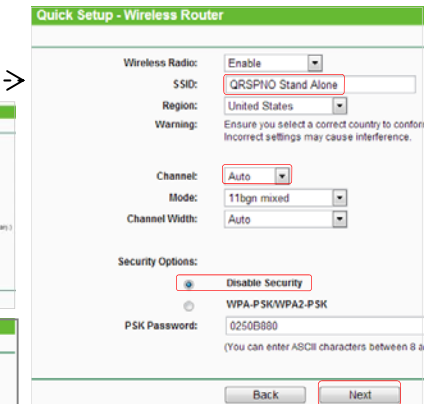 Quick Setup - Wireless Router
Wireless Radio: Enable
SSID: QRSPNO Stand Alone
Region: United States
Warning: Ensure you select a correct country to conform
Incorrect settings may cause interference.
Channel: Auto
Mode: 11bgn mixed
Channel Width: Auto
Security Options:
Disable Security
WPA-PSK/WPA2-PSK
PSK Password: 0250B880
(You can enter ASCII characters between 8 a
Back Next